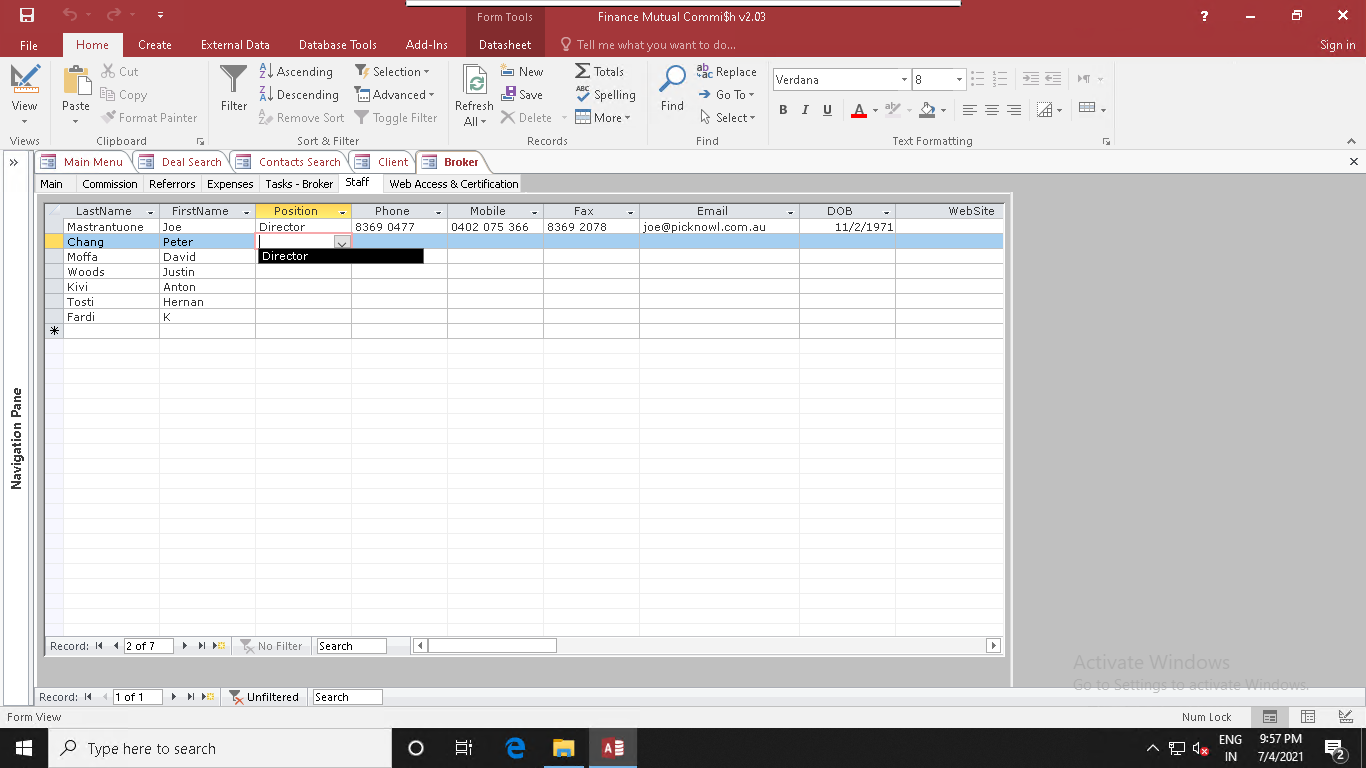 Form Tools
Finance Mutual Commi$h v2.03
?
File
Home
Create
External Data
Database Tools
Add-Ins
Datasheet
Tell me what you want to do...
Sign in
View
Views
Paste
Cut
Copy
Format Painter
Clipboard
Filter
Ascending
Descending
Remove Sort
Selection
Advanced
Toggle Filter
Sort & Filter
Refresh All
New
Save
Delete
Totals
Spelling
More
Records
Find
Replace
Go To
Select
Find
Verdana
8
B I U
Text Formatting
Main Menu
Deal Search
Contacts Search
Client
Broker
Main
Commission
Referrors
Expenses
Tasks - Broker
Staff
Web Access & Certification
LastName FirstName Position Phone Mobile Fax Email DOB WebSite
Mastrantuone Joe Director 8369 0477 0402 075 366 8369 2078 joe@picknowl.com.au 11/2/1971
Chang Peter
Director
Moffa David
Woods Justin
Kivi Anton
Tosti Hernan
Fardi K
Navigation Pane
Record: 2 of 7 No Filter Search
Activate Windows
Go to Settings to activate Windows.
Record: 1 of 1 Unfiltered Search
Form View
Num Lock
Type here to search
ENG
IN
9:57 PM
7/4/2021
2